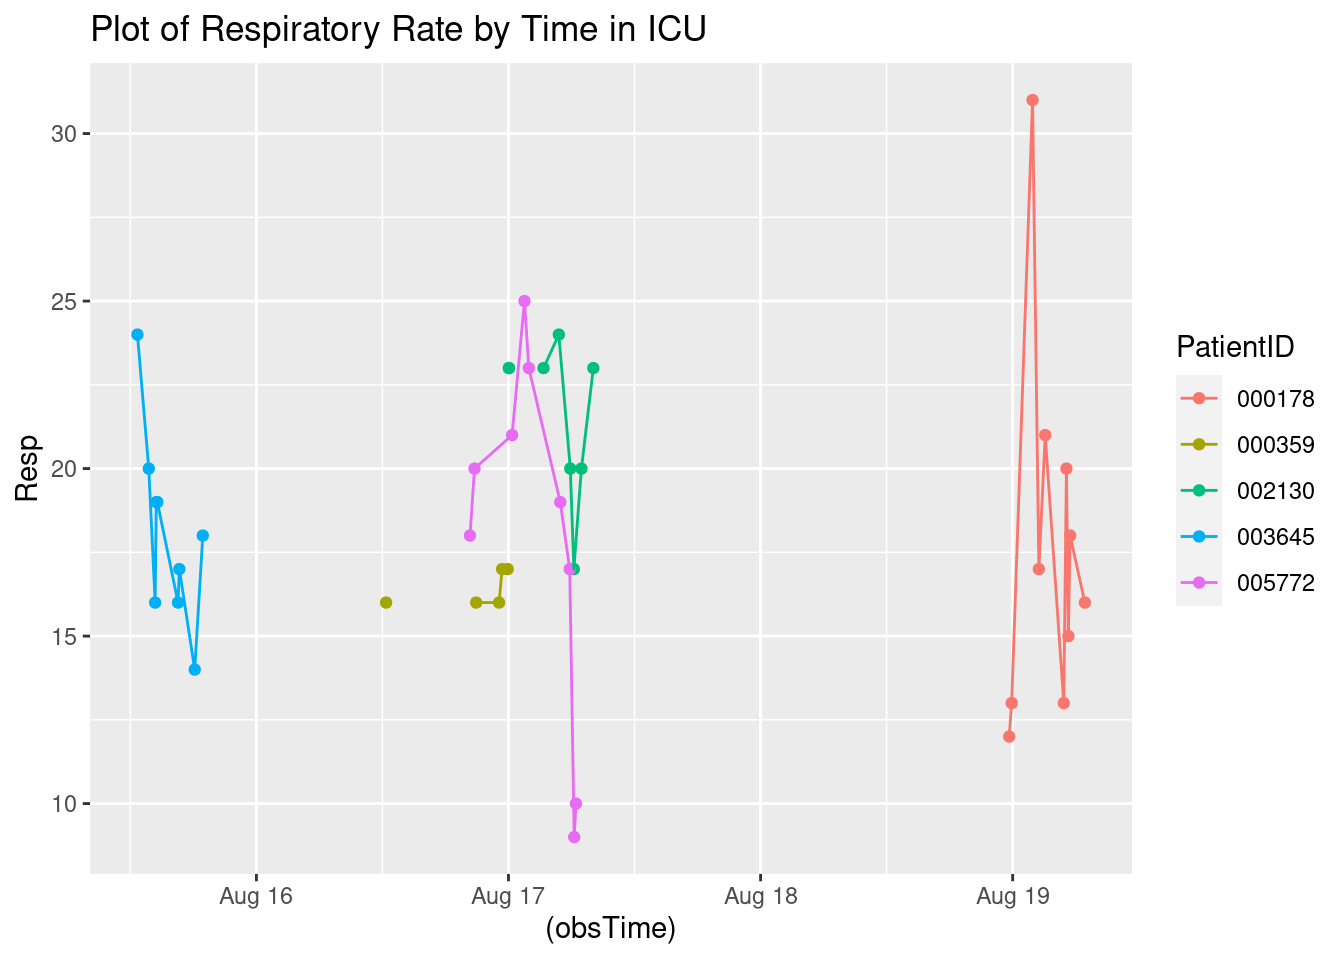 Plot of Respiratory Rate by Time in ICU
30
25
20
15
10
Resp
Aug 16 Aug 17 Aug 18 Aug 19
(obsTime)
PatientID
000178
000359
002130
003645
005772